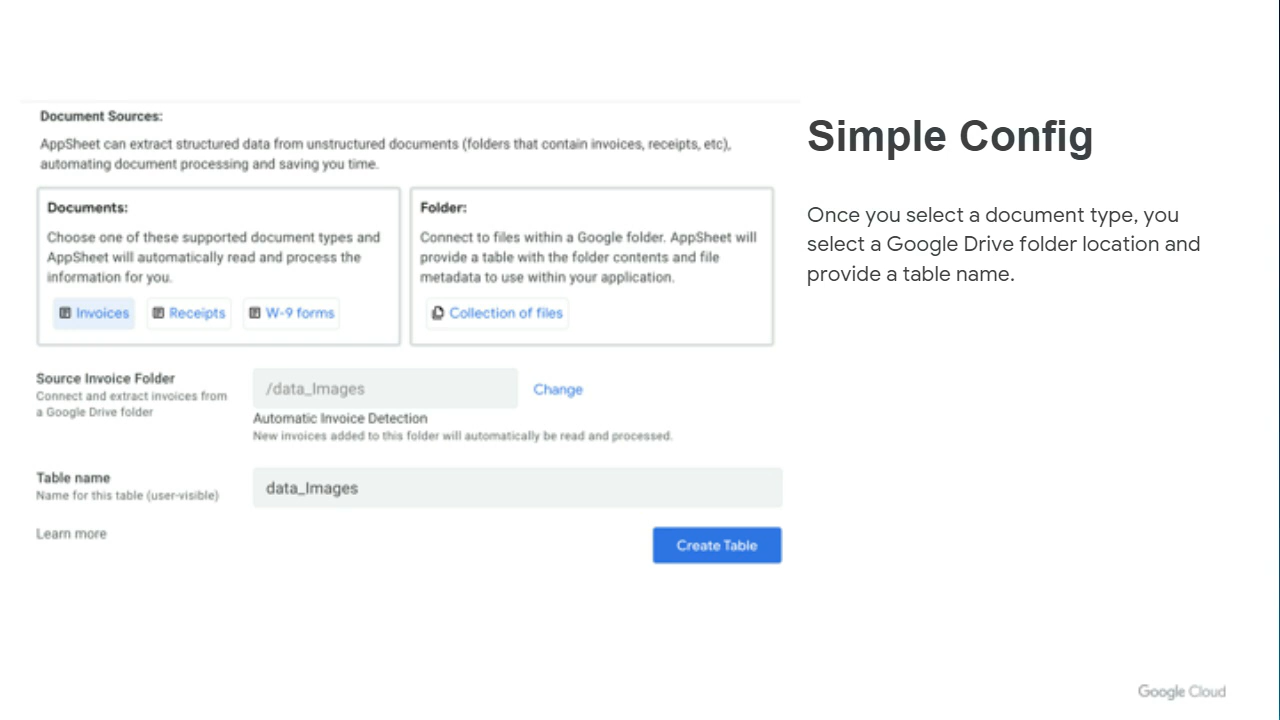 Document Sources:
AppSheet can extract structured data from unstructured documents (folders that contain invoices, receipts, etc),
automating document processing and saving you time.
Documents:
Choose one of these supported document types and
AppSheet will automatically read and process the
information for you.
Invoices
Receipts
W-9 forms
Folder:
Connect to files within a Google folder. AppSheet will
provide a table with the folder contents and file
metadata to use within your application.
Collection of files
Source Invoice Folder
Connect and extract invoices from
a Google Drive folder
/data_Images
Change
Automatic Invoice Detection
New invoices added to this folder will automatically be read and processed.
Table name
Name for this table (user-visible)
data_Images
Learn more
Create Table
Simple Config
Once you select a document type, you
select a Google Drive folder location and
provide a table name.
Google Cloud